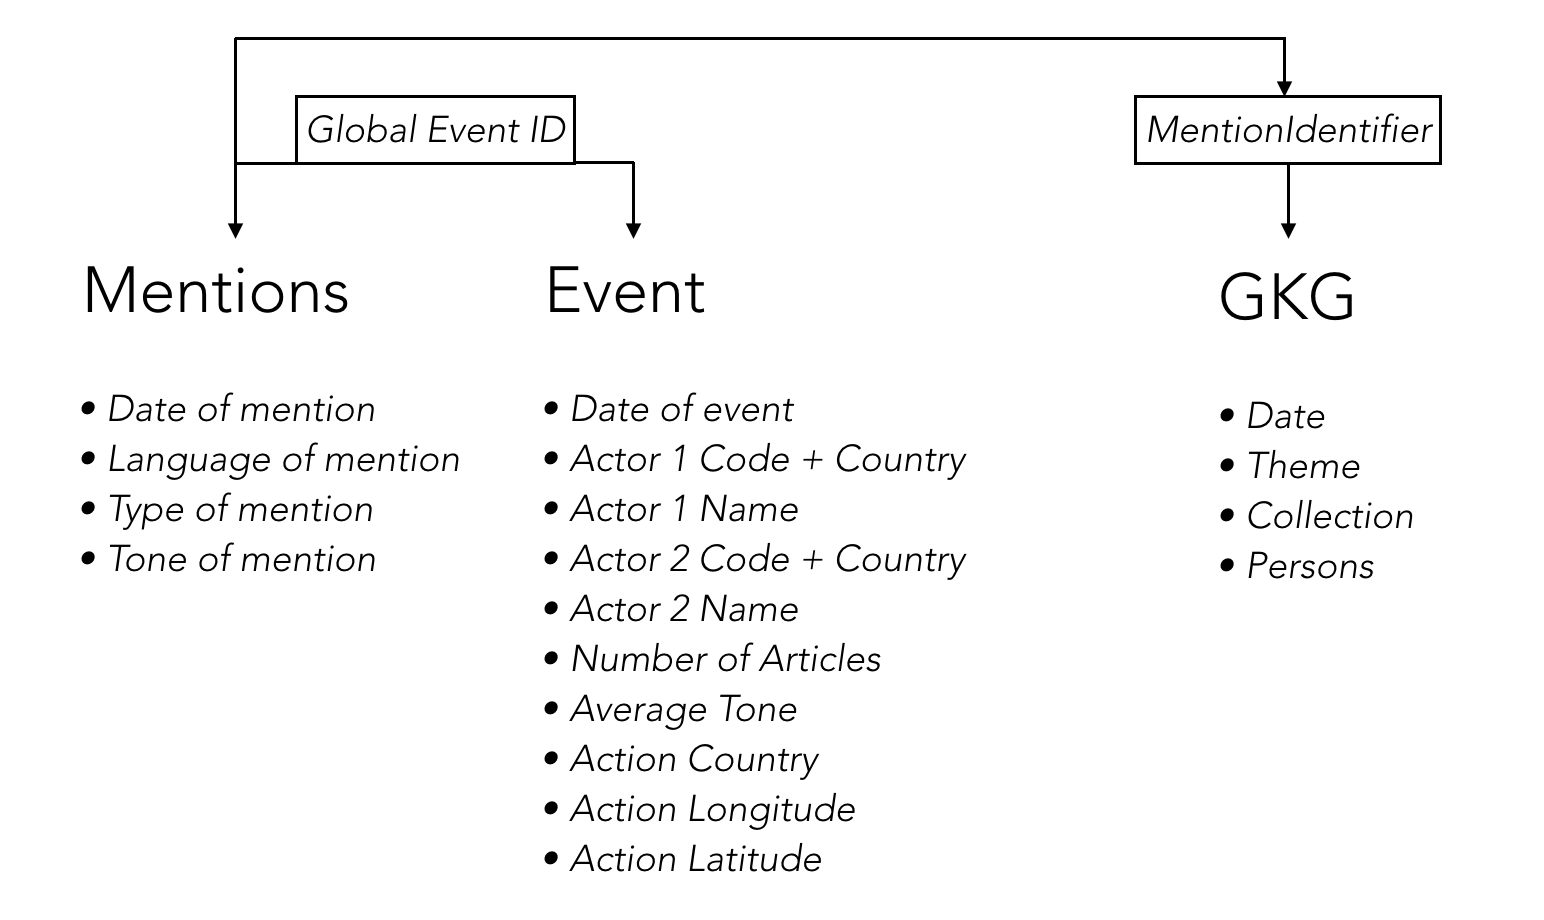 Global Event ID
MentionIdentifier
Mentions
• Date of mention
• Language of mention
• Type of mention
• Tone of mention
Event
• Date of event
• Actor 1 Code + Country
• Actor 1 Name
• Actor 2 Code + Country
• Actor 2 Name
• Number of Articles
• Average Tone
• Action Country
• Action Longitude
• Action Latitude
GKG
• Date
• Theme
• Collection
• Persons